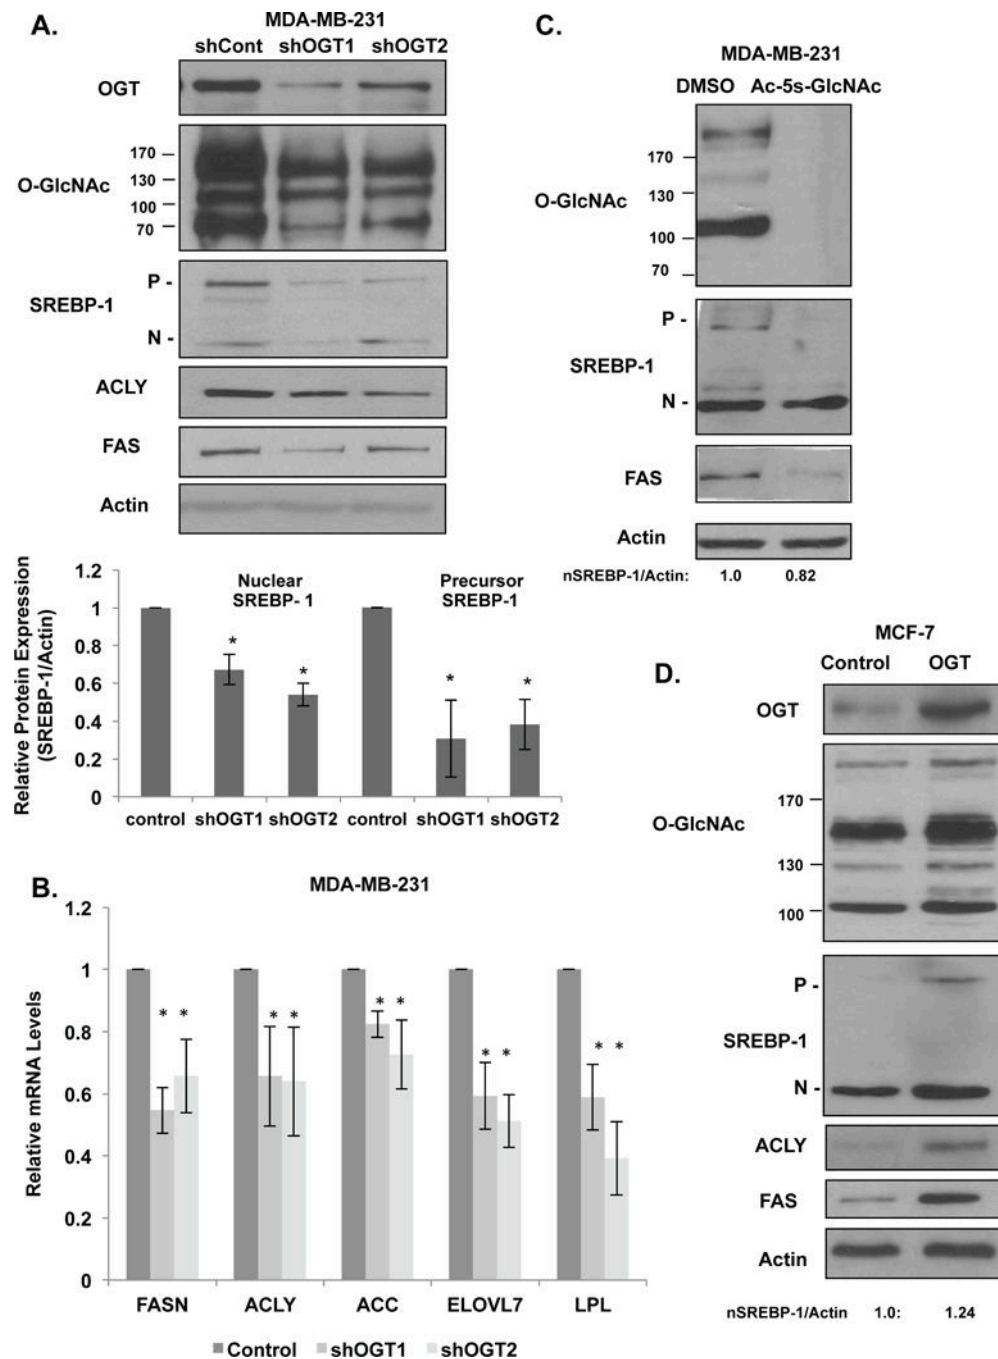 A.
MDA-MB-231
shCont shOGT1 shOGT2
OGT
O-GlcNAc
170
130
100
70
SREBP-1
P -
N -
ACLY
FAS
Actin
Relative Protein Expression
(SREBP-1/Actin)
1.2
1
0.8
0.6
0.4
0.2
0
Nuclear
SREBP- 1
Precursor
SREBP-1
* * * *
control shOGT1 shOGT2 control shOGT1 shOGT2
B.
MDA-MB-231
Relative mRNA Levels
1.2
1
0.8
0.6
0.4
0.2
0
* * * * * * * * * *
FASN ACLY ACC ELOVL7 LPL
Control shOGT1 shOGT2
C.
MDA-MB-231
DMSO Ac-5s-GlcNAc
O-GlcNAc
170
130
100
70
SREBP-1
P -
N -
FAS
Actin
nSREBP-1/Actin: 1.0 0.82
D.
MCF-7
Control OGT
OGT
O-GlcNAc
170
130
100
SREBP-1
P -
N -
ACLY
FAS
Actin
nSREBP-1/Actin 1.0: 1.24